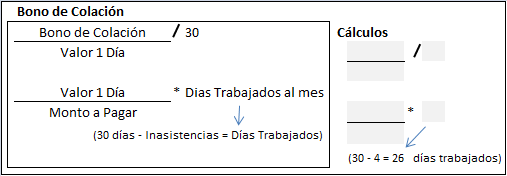 Bono de Colación
Bono de Colación / 30
Valor 1 Día
Valor 1 Día * Dias Trabajados al mes
Monto a Pagar
(30 días - Inasistencias = Días Trabajados)
Cálculos
/
*
(30 - 4 = 26 días trabajados)